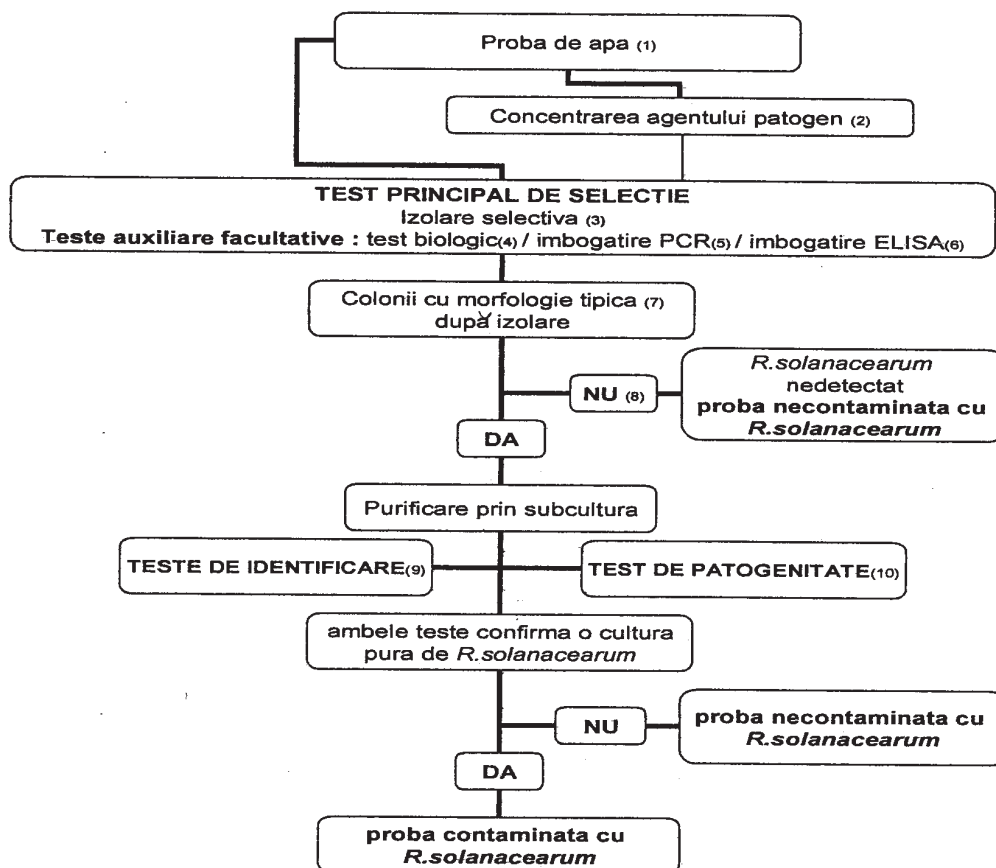 Proba de apa (1)
Concentrarea agentului patogen (2)
TEST PRINCIPAL DE SELECTIE
Izolare selectiva (3)
Teste auxiliare facultative : test biologic(4) / imbogatire PCR(5) / imbogatire ELISA(6)
Colonii cu morfologie tipica (7)
după izolare
NU (8)
R.solanacearum
nedetectat
proba necontaminata cu
R.solanacearum
DA
Purificare prin subcultura
TESTE DE IDENTIFICARE(9)
TEST DE PATOGENITATE(10)
ambele teste confirma o cultura
pura de R.solanacearum
NU
proba necontaminata cu
R.solanacearum
DA
proba contaminata cu
R.solanacearum